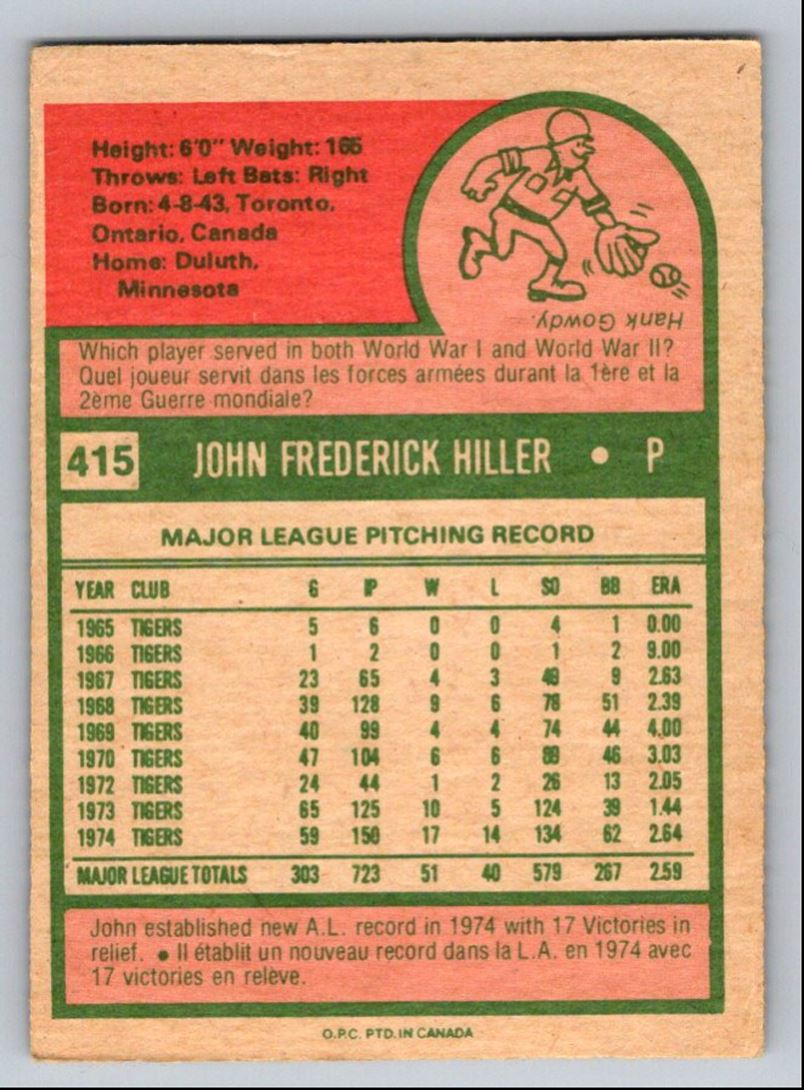 Height: 6'0" Weight: 165
Throws: Left Bats: Right
Born: 4-8-43, Toronto,
Ontario, Canada
Home: Duluth,
Minnesota
Hank Gowdy.
Which player served in both World War I and World War II?
Quel joueur servit dans les forces armées durant la 1ère et la
2ème Guerre mondiale?
415 JOHN FREDERICK HILLER • P
MAJOR LEAGUE PITCHING RECORD
YEAR CLUB G IP W L SO BB ERA
1965 TIGERS 5 6 0 0 4 1 0.00
1966 TIGERS 1 2 0 0 1 2 9.00
1967 TIGERS 23 65 4 3 49 9 2.63
1968 TIGERS 39 128 9 6 78 51 2.39
1969 TIGERS 40 99 4 4 74 44 4.00
1970 TIGERS 47 104 6 6 89 46 3.03
1972 TIGERS 24 44 1 2 26 13 2.05
1973 TIGERS 65 125 10 5 124 39 1.44
1974 TIGERS 59 150 17 14 134 62 2.64
MAJOR LEAGUE TOTALS 303 723 51 40 579 267 2.59
John established new A.L. record in 1974 with 17 Victories in
relief. • Il établit un nouveau record dans la L.A. en 1974 avec
17 victories en relève.
O.P.C. PTD. IN CANADA